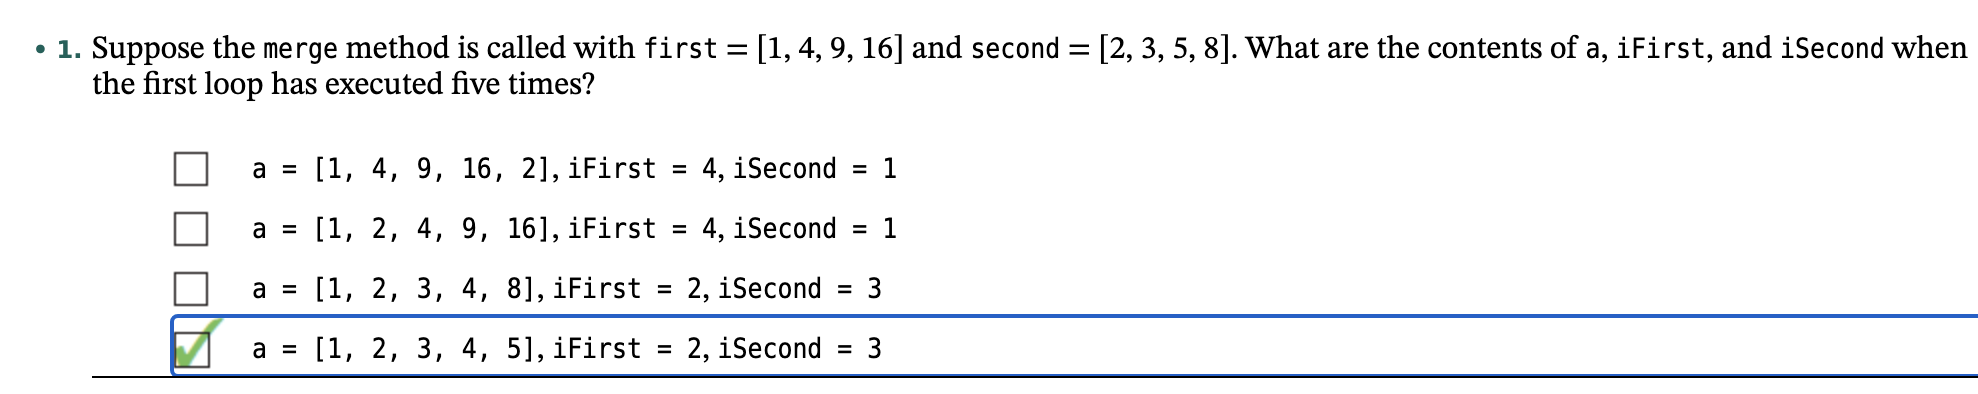 • 1. Suppose the merge method is called with first = [1, 4, 9, 16] and second = [2, 3, 5, 8]. What are the contents of a, iFirst, and iSecond when
the first loop has executed five times?
a = [1, 4, 9, 16, 2], iFirst = 4, iSecond = 1
a = [1, 2, 4, 9, 16], iFirst = 4, iSecond = 1
a = [1, 2, 3, 4, 8], iFirst = 2, iSecond = 3
a = [1, 2, 3, 4, 5], iFirst = 2, iSecond = 3